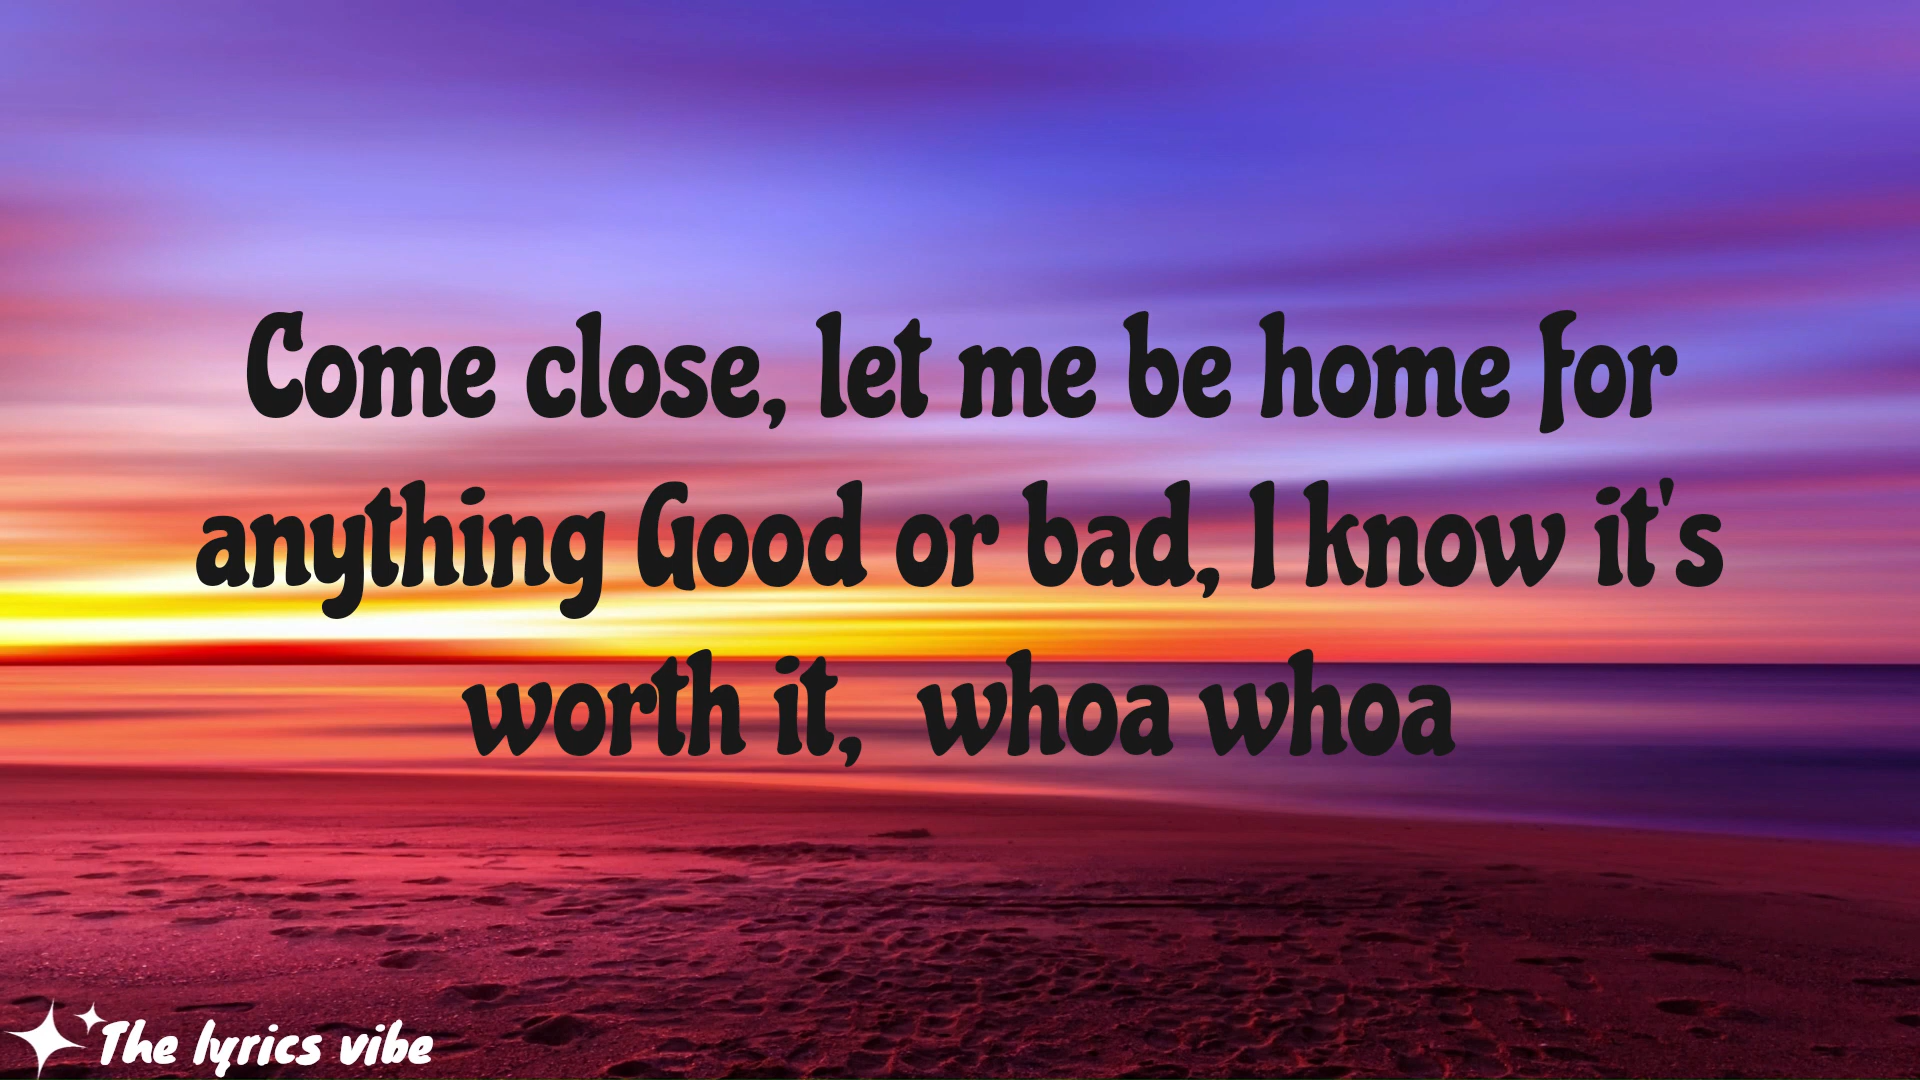 Come close, let me be home for
anything Good or bad, I know it's
worth it,  whoa whoa
The lyrics vibe